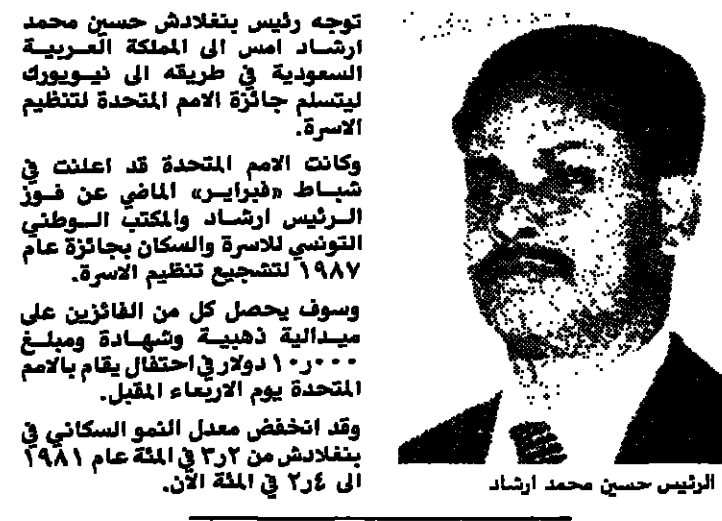 توجه رئيس بنغلادش حسين محمد
ارشاد امس الى المملكة العربية
السعودية في طريقه الى نيويورك
ليتسلم جائزة الامم المتحدة لتنظيم
الاسرة.
وكانت الامم المتحدة قد اعلنت في
شباط «فبراير» الماضي عن فوز
الرئيس ارشاد والمكتب الوطني
التونسي للاسرة والسكان بجائزة عام
١٩٨٧ لتشجيع تنظيم الاسرة.
وسوف يحصل كل من الفائزين على
ميدالية ذهبية وشهادة ومبلغ
١٠ر٠٠٠ دولار في احتفال يقام بالامم
المتحدة يوم الاربعاء المقبل.
وقد انخفض معدل النمو السكاني في
بنغلادش من ٢ر٣ في المئة عام ١٩٨١
الى ٤ر٢ في المئة الآن.
الرئيس حسين محمد ارشاد